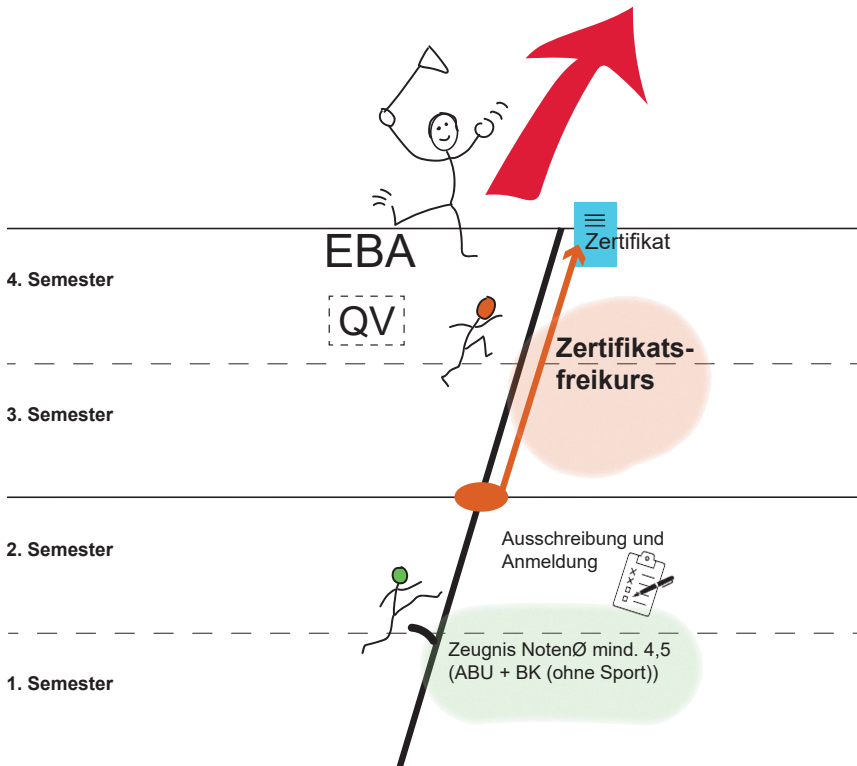 Zertifikat
EBA
4. Semester
QV
Zertifikats-
freikurs
3. Semester
Ausschreibung und
Anmeldung
2. Semester
Zeugnis NotenØ mind. 4,5
(ABU + BK (ohne Sport))
1. Semester